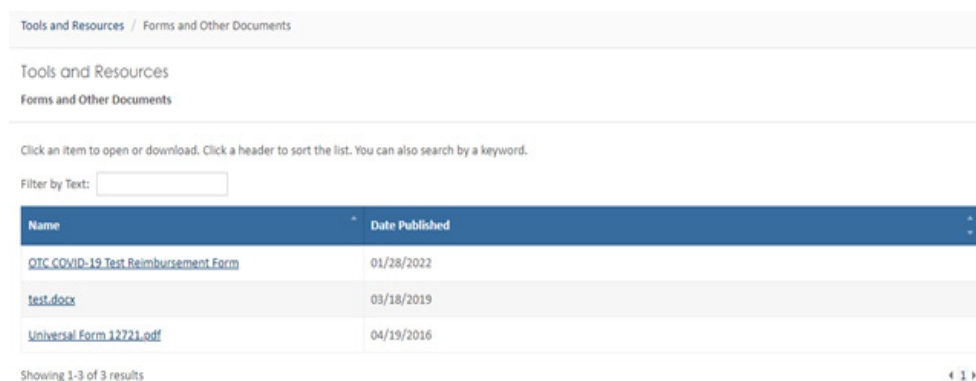 Tools and Resources / Forms and Other Documents
Tools and Resources
Forms and Other Documents
Click an item to open or download. Click a header to sort the list. You can also search by a keyword.
Filter by Text:
Name Date Published
OTC COVID-19 Test Reimbursement Form 01/28/2022
test.docx 03/18/2019
Universal Form 12721.pdf 04/19/2016
Showing 1-3 of 3 results 1